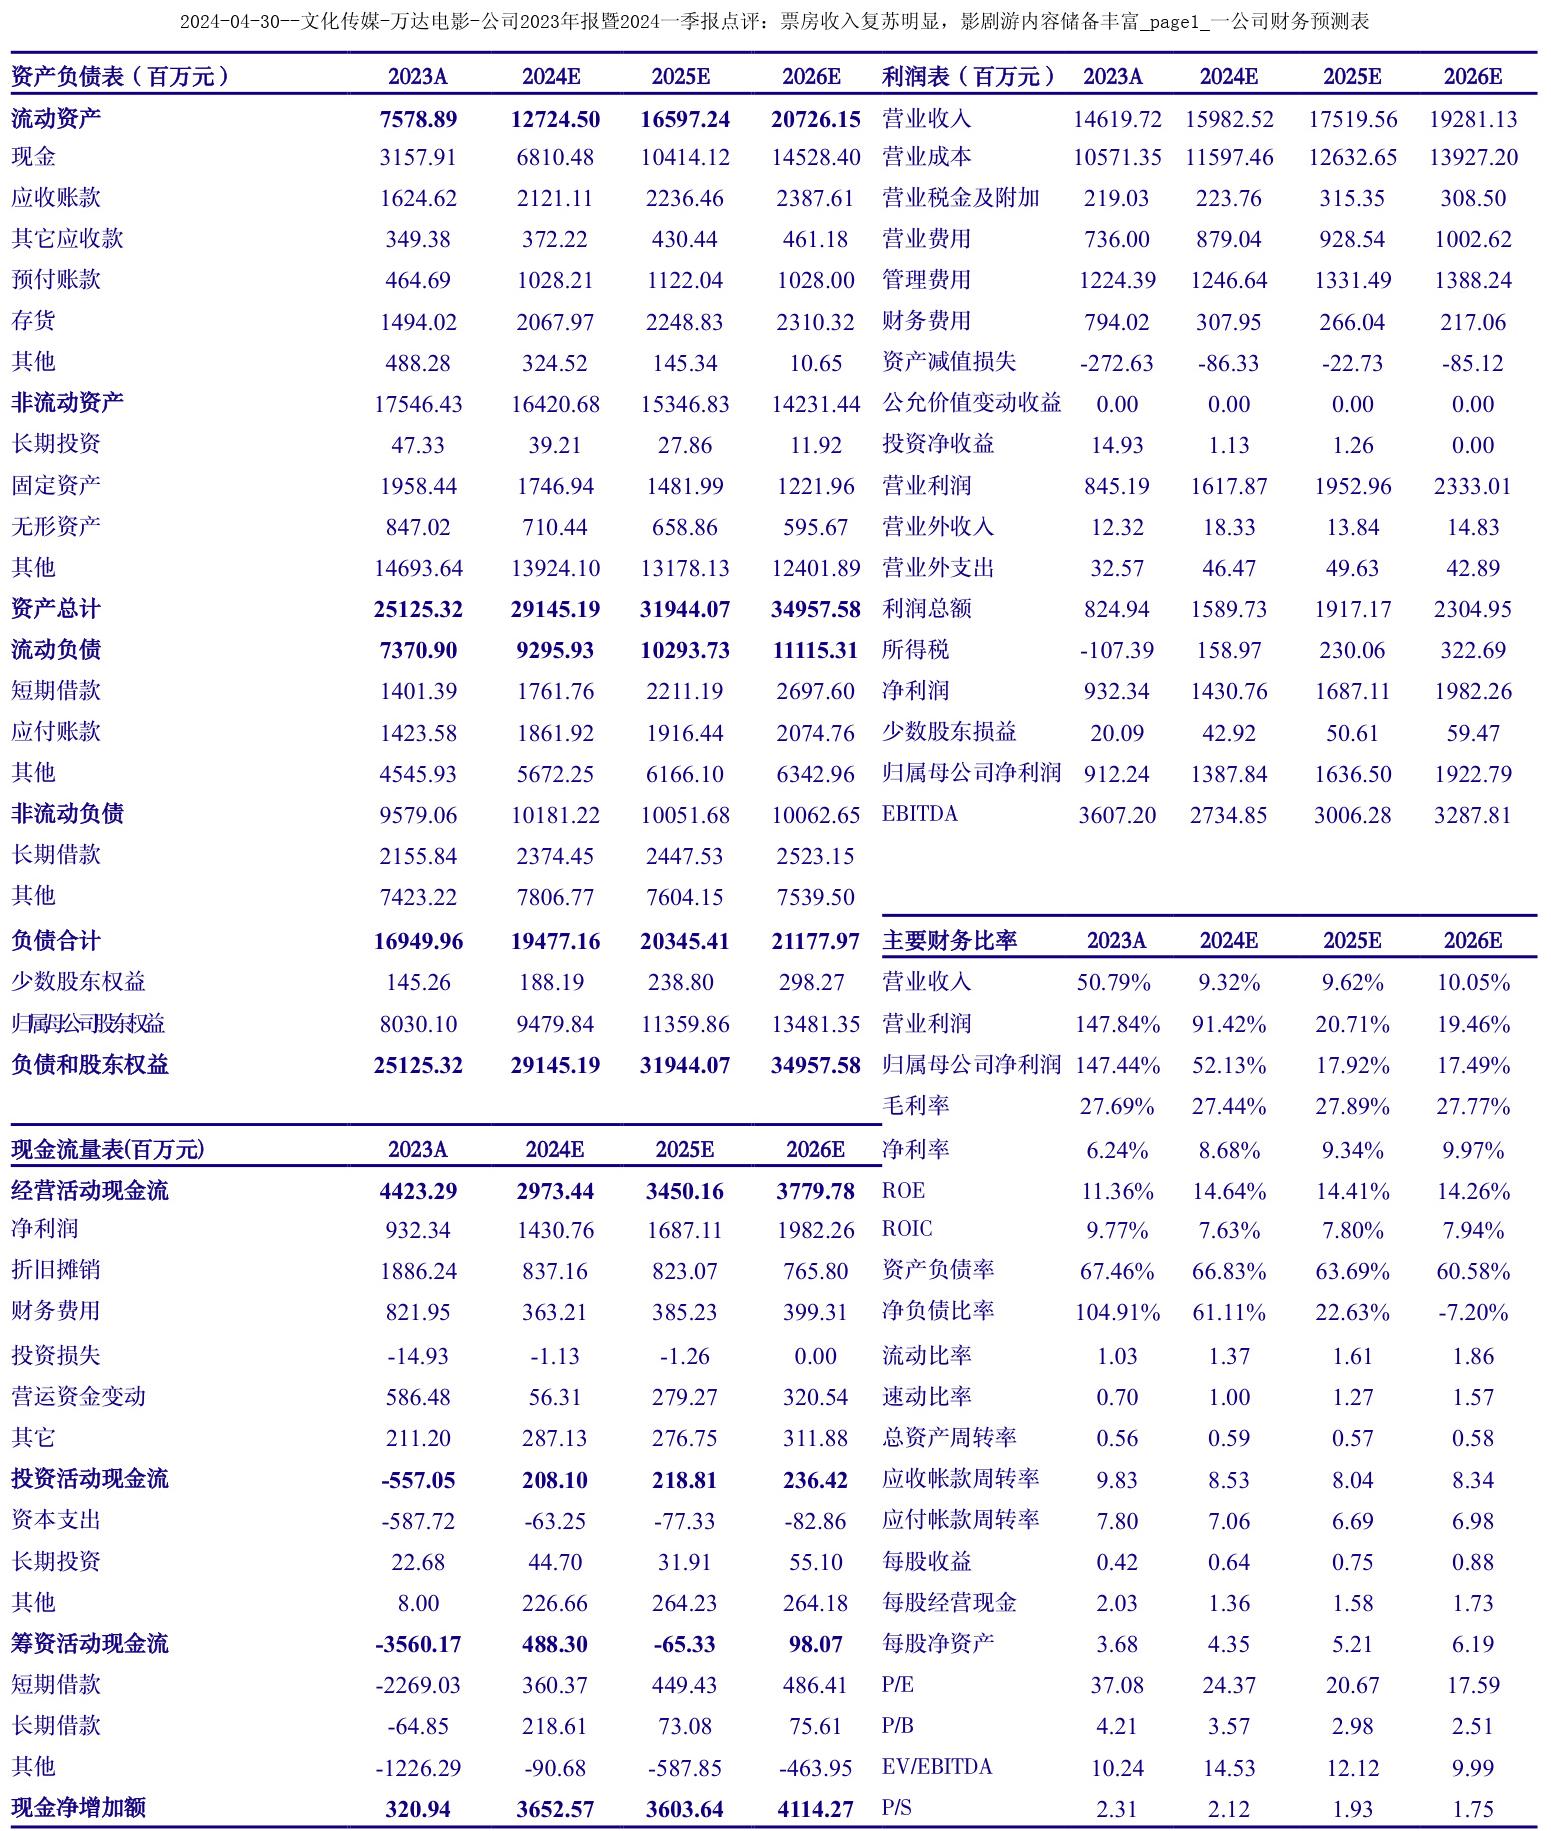 2024-04-30--文化传媒-万达电影-公司2023年报暨2024一季报点评：票房收入复苏明显，影剧游内容储备丰富_page1_一公司财务预测表
资产负债表（百万元） 2023A 2024E 2025E 2026E 利润表（百万元） 2023A 2024E 2025E 2026E
流动资产 7578.89 12724.50 16597.24 20726.15 营业收入 14619.72 15982.52 17519.56 19281.13
现金 3157.91 6810.48 10414.12 14528.40 营业成本 10571.35 11597.46 12632.65 13927.20
应收账款 1624.62 2121.11 2236.46 2387.61 营业税金及附加 219.03 223.76 315.35 308.50
其它应收款 349.38 372.22 430.44 461.18 营业费用 736.00 879.04 928.54 1002.62
预付账款 464.69 1028.21 1122.04 1028.00 管理费用 1224.39 1246.64 1331.49 1388.24
存货 1494.02 2067.97 2248.83 2310.32 财务费用 794.02 307.95 266.04 217.06
其他 488.28 324.52 145.34 10.65 资产减值损失 -272.63 -86.33 -22.73 -85.12
非流动资产 17546.43 16420.68 15346.83 14231.44 公允价值变动收益 0.00 0.00 0.00 0.00
长期投资 47.33 39.21 27.86 11.92 投资净收益 14.93 1.13 1.26 0.00
固定资产 1958.44 1746.94 1481.99 1221.96 营业利润 845.19 1617.87 1952.96 2333.01
无形资产 847.02 710.44 658.86 595.67 营业外收入 12.32 18.33 13.84 14.83
其他 14693.64 13924.10 13178.13 12401.89 营业外支出 32.57 46.47 49.63 42.89
资产总计 25125.32 29145.19 31944.07 34957.58 利润总额 824.94 1589.73 1917.17 2304.95
流动负债 7370.90 9295.93 10293.73 11115.31 所得税 -107.39 158.97 230.06 322.69
短期借款 1401.39 1761.76 2211.19 2697.60 净利润 932.34 1430.76 1687.11 1982.26
应付账款 1423.58 1861.92 1916.44 2074.76 少数股东损益 20.09 42.92 50.61 59.47
其他 4545.93 5672.25 6166.10 6342.96 归属母公司净利润 912.24 1387.84 1636.50 1922.79
非流动负债 9579.06 10181.22 10051.68 10062.65 EBITDA 3607.20 2734.85 3006.28 3287.81
长期借款 2155.84 2374.45 2447.53 2523.15
其他 7423.22 7806.77 7604.15 7539.50
负债合计 16949.96 19477.16 20345.41 21177.97 主要财务比率 2023A 2024E 2025E 2026E
少数股东权益 145.26 188.19 238.80 298.27 营业收入 50.79% 9.32% 9.62% 10.05%
归属母公司股东权益 8030.10 9479.84 11359.86 13481.35 营业利润 147.84% 91.42% 20.71% 19.46%
负债和股东权益 25125.32 29145.19 31944.07 34957.58 归属母公司净利润 147.44% 52.13% 17.92% 17.49%
毛利率 27.69% 27.44% 27.89% 27.77%
现金流量表(百万元) 2023A 2024E 2025E 2026E 净利率 6.24% 8.68% 9.34% 9.97%
经营活动现金流 4423.29 2973.44 3450.16 3779.78 ROE 11.36% 14.64% 14.41% 14.26%
净利润 932.34 1430.76 1687.11 1982.26 ROIC 9.77% 7.63% 7.80% 7.94%
折旧摊销 1886.24 837.16 823.07 765.80 资产负债率 67.46% 66.83% 63.69% 60.58%
财务费用 821.95 363.21 385.23 399.31 净负债比率 104.91% 61.11% 22.63% -7.20%
投资损失 -14.93 -1.13 -1.26 0.00 流动比率 1.03 1.37 1.61 1.86
营运资金变动 586.48 56.31 279.27 320.54 速动比率 0.70 1.00 1.27 1.57
其它 211.20 287.13 276.75 311.88 总资产周转率 0.56 0.59 0.57 0.58
投资活动现金流 -557.05 208.10 218.81 236.42 应收帐款周转率 9.83 8.53 8.04 8.34
资本支出 -587.72 -63.25 -77.33 -82.86 应付帐款周转率 7.80 7.06 6.69 6.98
长期投资 22.68 44.70 31.91 55.10 每股收益 0.42 0.64 0.75 0.88
其他 8.00 226.66 264.23 264.18 每股经营现金 2.03 1.36 1.58 1.73
筹资活动现金流 -3560.17 488.30 -65.33 98.07 每股净资产 3.68 4.35 5.21 6.19
短期借款 -2269.03 360.37 449.43 486.41 P/E 37.08 24.37 20.67 17.59
长期借款 -64.85 218.61 73.08 75.61 P/B 4.21 3.57 2.98 2.51
其他 -1226.29 -90.68 -587.85 -463.95 EV/EBITDA 10.24 14.53 12.12 9.99
现金净增加额 320.94 3652.57 3603.64 4114.27 P/S 2.31 2.12 1.93 1.75